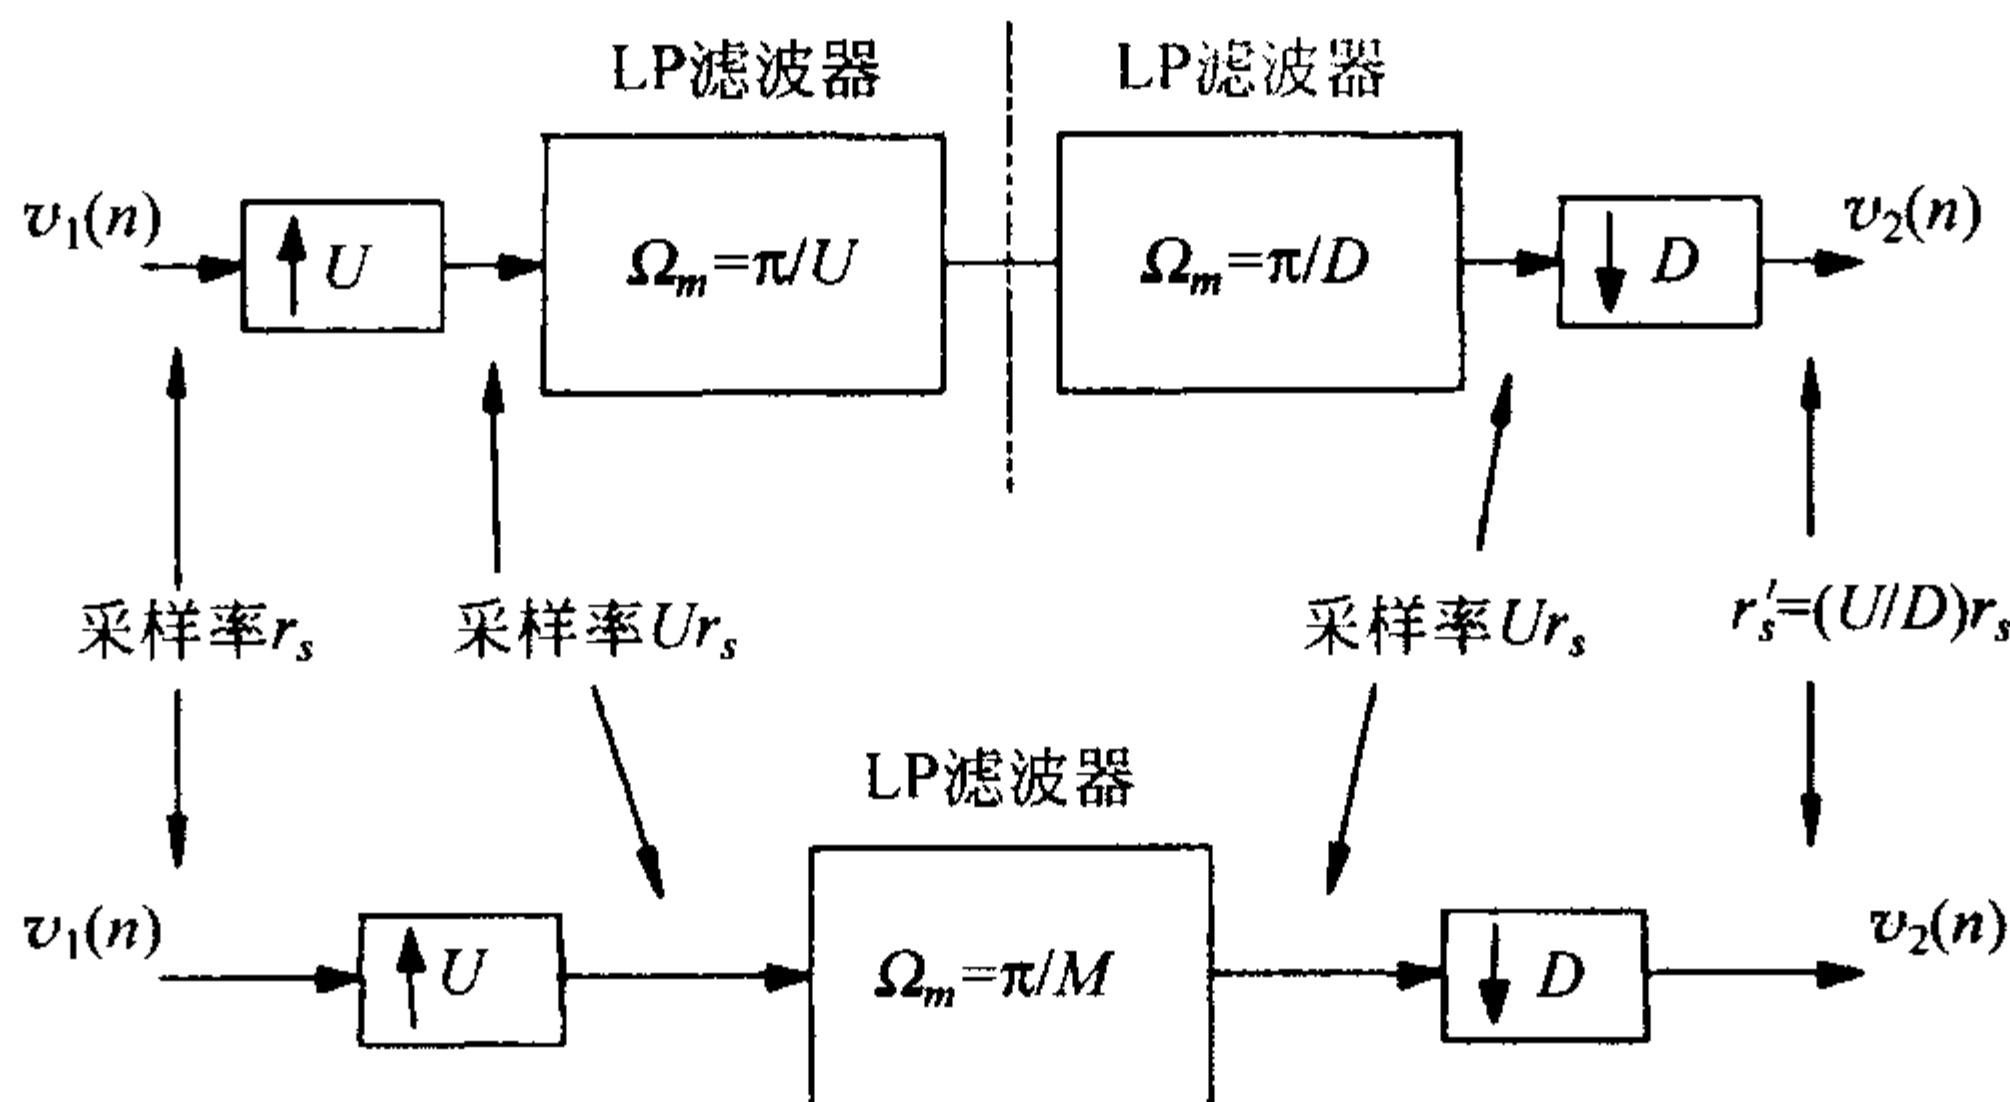 LP滤波器 LP滤波器
v₁(n) ↑ U Ωₘ=π/U Ωₘ=π/D ↓ D v₂(n)
采样率rₛ 采样率Urₛ 采样率Urₛ r′ₛ=(U/D)rₛ
LP滤波器
v₁(n) ↑ U Ωₘ=π/M ↓ D v₂(n)